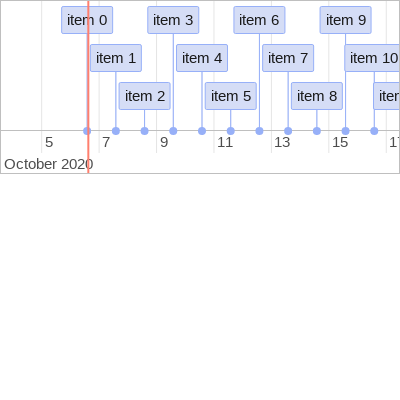 item 0 item 3 item 6 item 9
item 1 item 4 item 7 item 10
item 2 item 5 item 8
5 7 9 11 13 15
October 2020